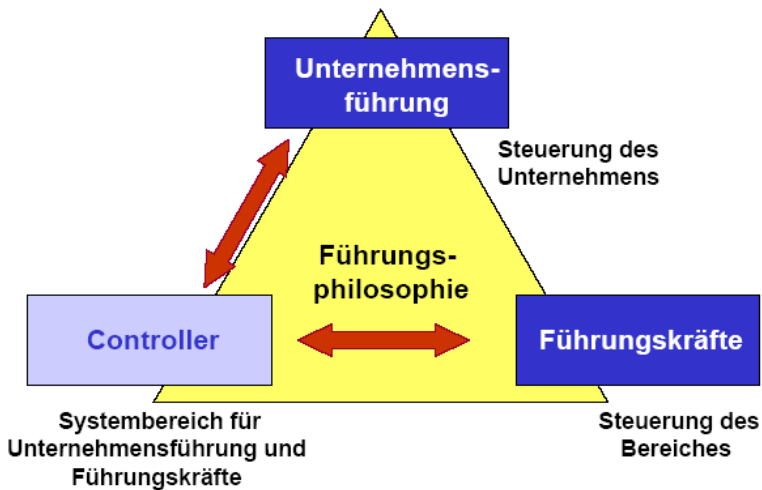 Unternehmens-
führung
Steuerung des
Unternehmens
Führungs-
philosophie
Controller
Führungskräfte
Systembereich für
Unternehmensführung und
Führungskräfte
Steuerung des
Bereiches